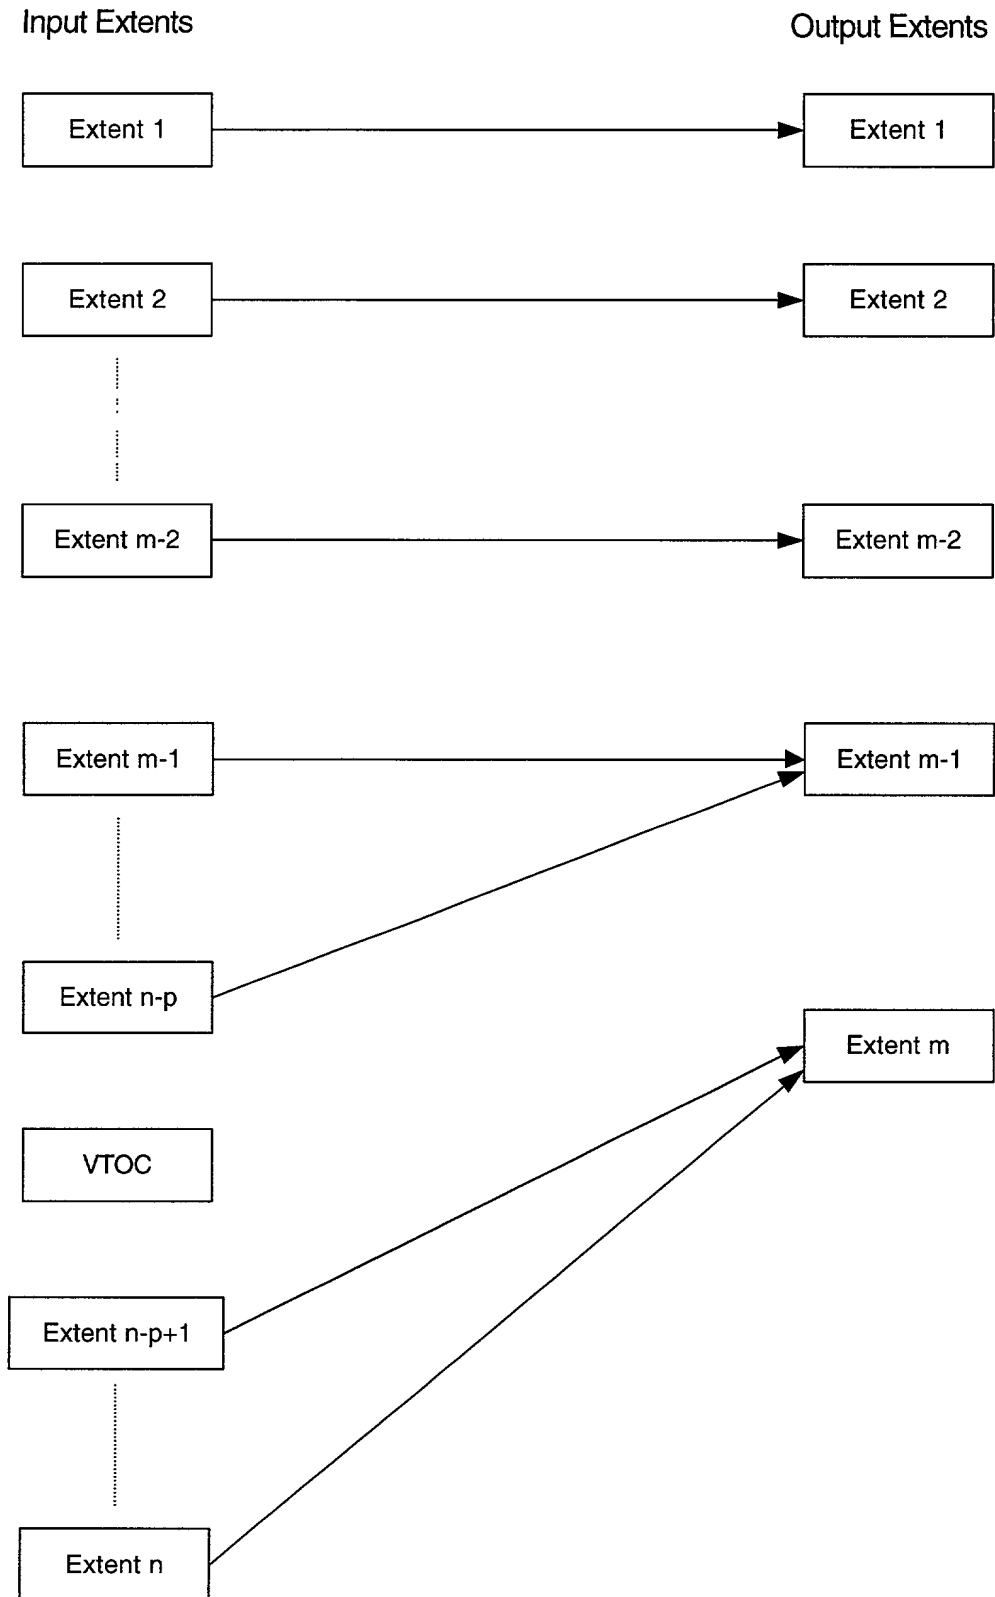 Input Extents
Output Extents
Extent 1
Extent 1
Extent 2
Extent 2
Extent m-2
Extent m-2
Extent m-1
Extent m-1
Extent n-p
Extent m
VTOC
Extent n-p+1
Extent n